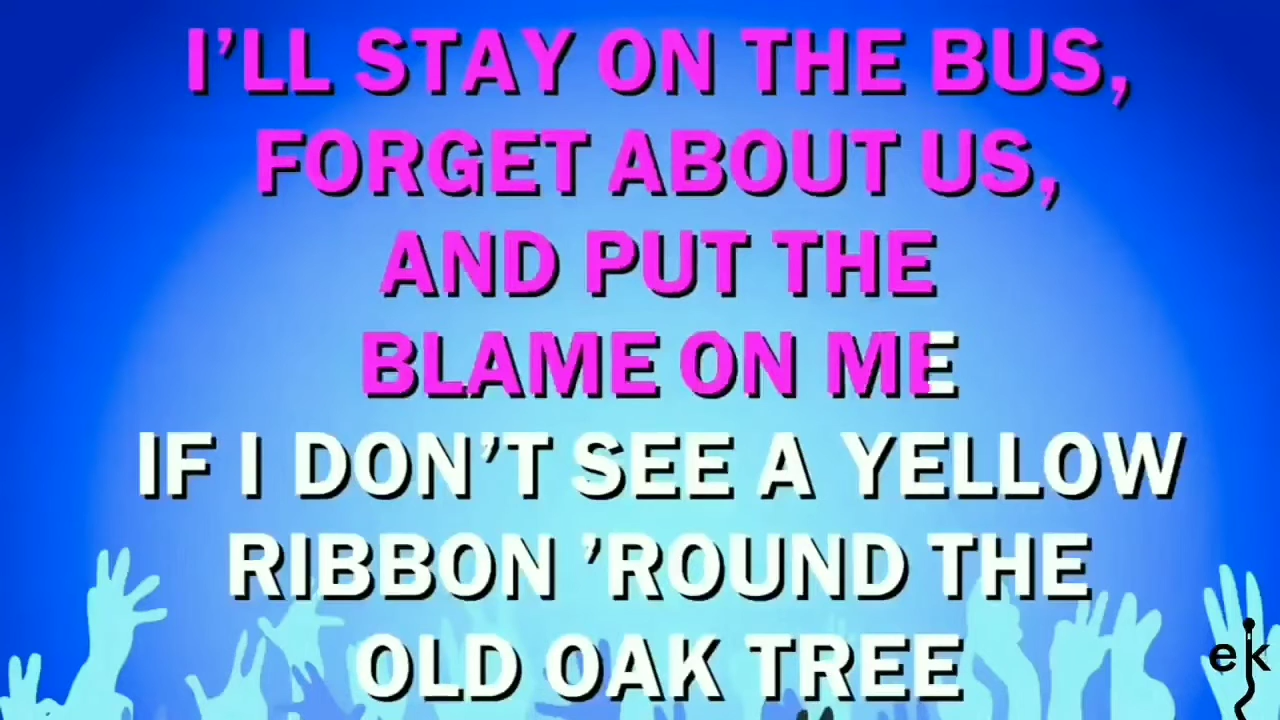 I'LL STAY ON THE BUS,
FORGET ABOUT US,
AND PUT THE
BLAME ON ME
IF I DON'T SEE A YELLOW
RIBBON 'ROUND THE
OLD OAK TREE
ek